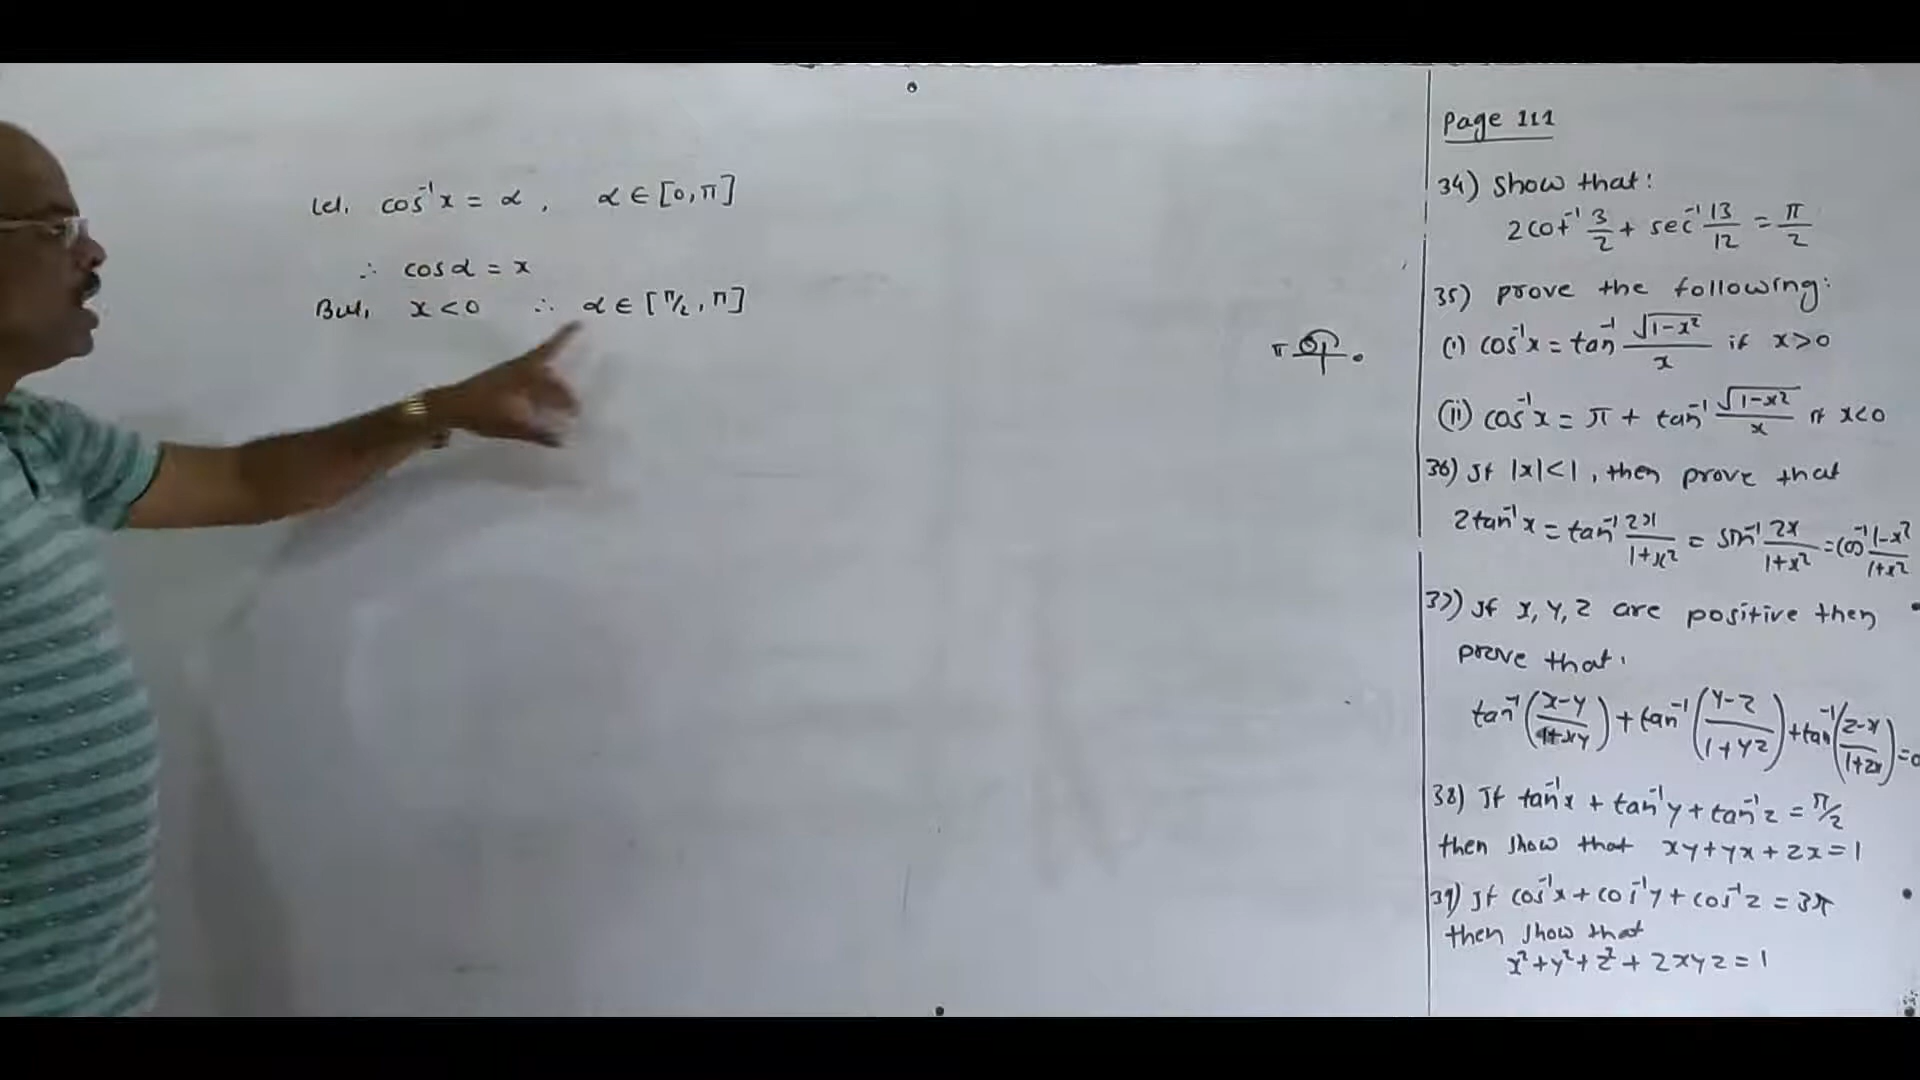 Let, cos⁻¹x = α, α ∈ [0, π]
∴ cosα = x
But, x < 0 ∴ α ∈ [π/2, π]
π
Page 111
34) Show that:
2cot⁻¹ 3/2 + sec⁻¹ 13/12 = π/2
35) prove the following:
(i) cos⁻¹x = tan⁻¹ √(1-x²)/x if x>0
(ii) cos⁻¹x = π + tan⁻¹ √(1-x²)/x if x<0
36) If |x|<1, then prove that
2tan⁻¹x = tan⁻¹ 2x/1+x² = sin⁻¹ 2x/1+x² = cos⁻¹ 1-x²/1+x²
37) If x, y, z are positive then
prove that.
tan⁻¹(x-y/1+xy) + tan⁻¹(y-z/1+yz) + tan⁻¹(z-x/1+zx) = 0
38) If tan⁻¹x + tan⁻¹y + tan⁻¹z = π/2
then show that xy+yx+zx=1
39) If cos⁻¹x + cos⁻¹y + cos⁻¹z = 3π
then show that
x²+y²+z²+2xyz=1